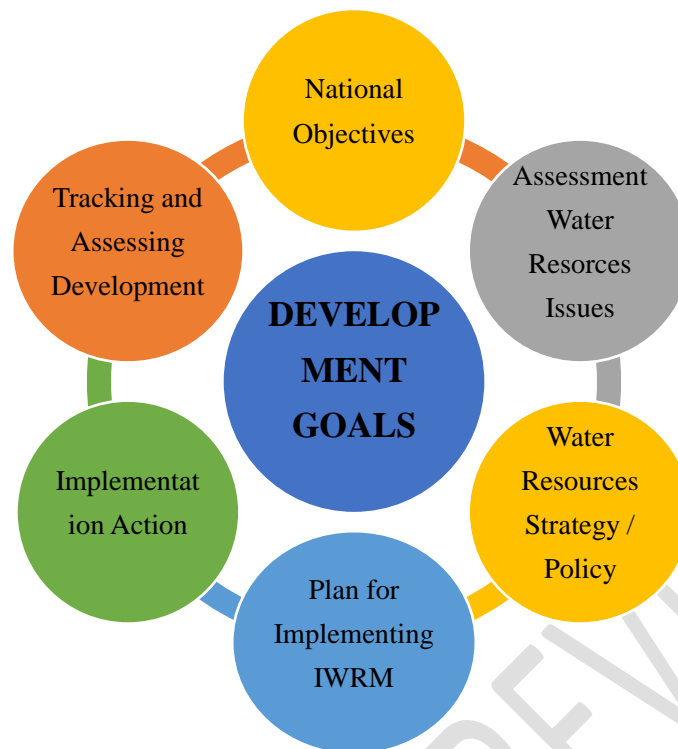 National
Objectives
Assessment
Water
Resorces
Issues
Water
Resources
Strategy /
Policy
Plan for
Implementing
IWRM
Implementat
ion Action
Tracking and
Assessing
Development
DEVELOP
MENT
GOALS